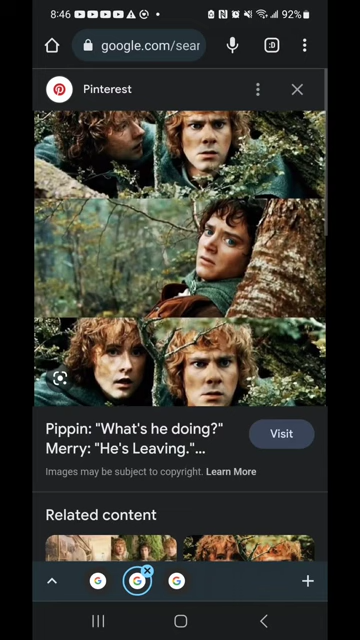 8:46
92%
google.com/sear
:D
Pinterest
Pippin: "What's he doing?"
Merry: "He's Leaving."...
Visit
Images may be subject to copyright. Learn More
Related content